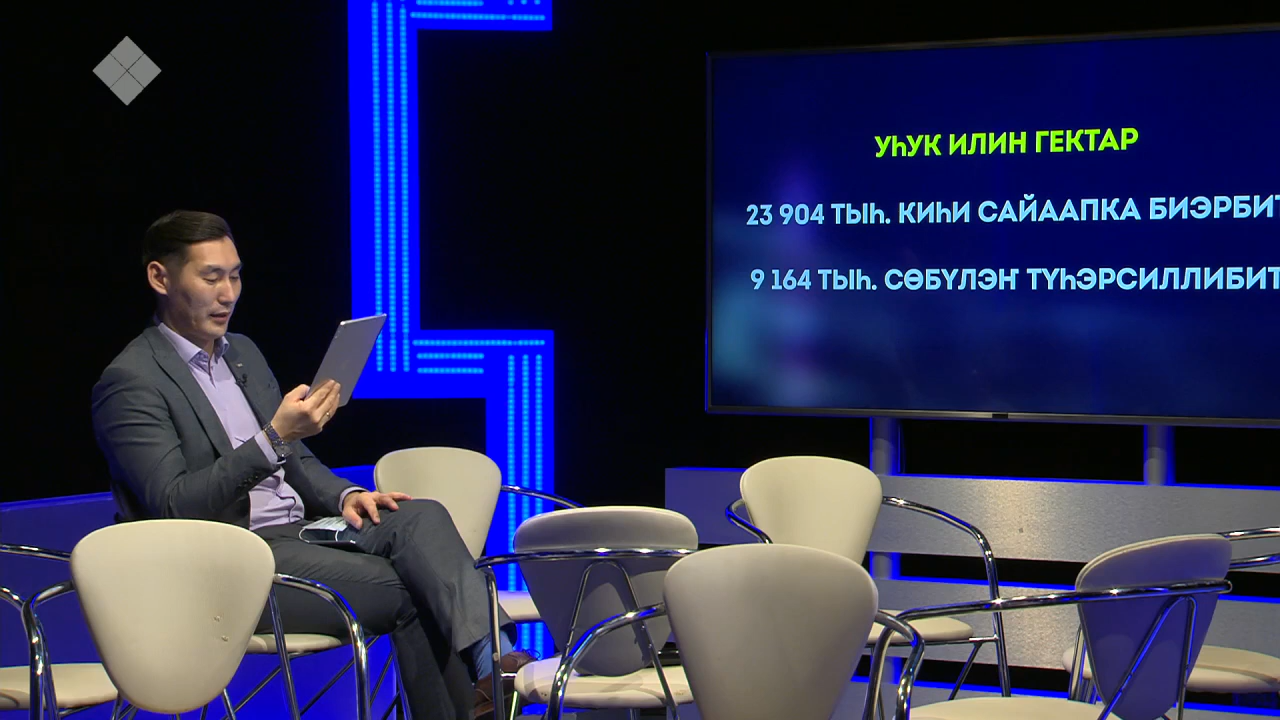 УҺУК ИЛИН ГЕКТАР
23 904 ТЫҺ. КИҺИ САЙААПКА БИЭРБИТ
9 164 ТЫҺ. СӨБҮЛЭҤ ТҮҺЭРСИЛЛИБИТ